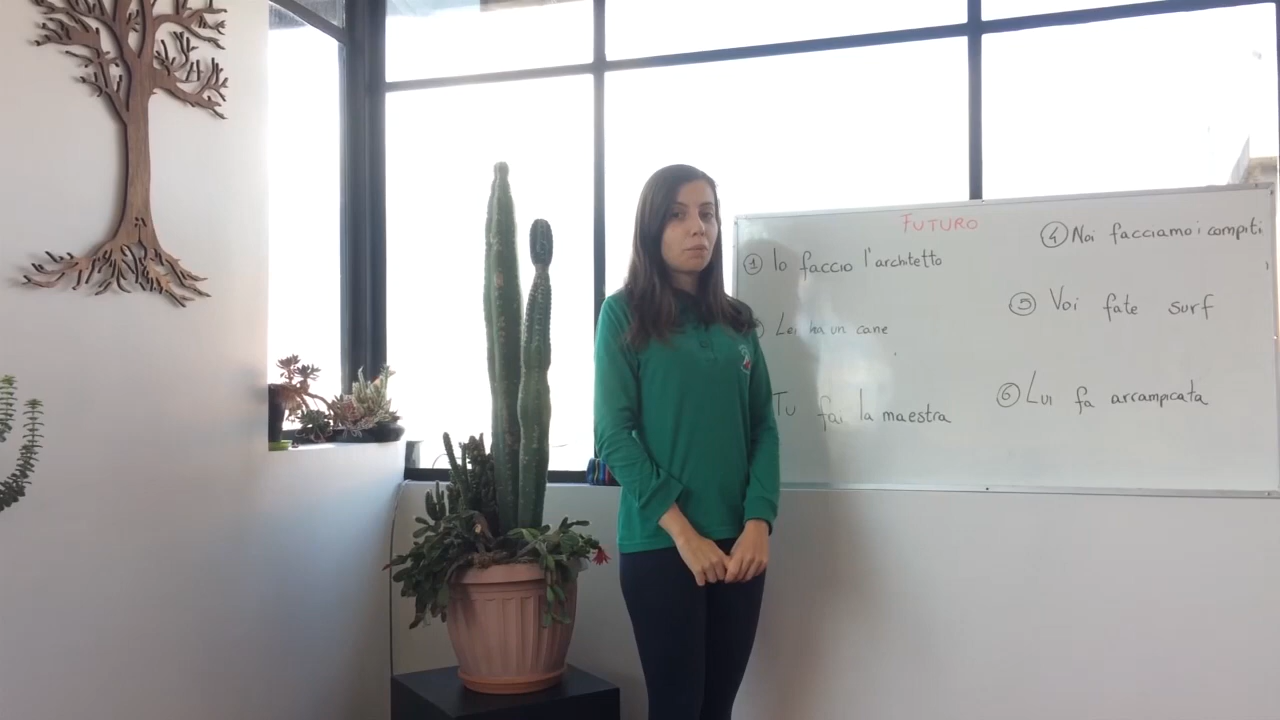 FUTURO
1 Io faccio l'architetto
Lei ha un cane
Tu fai la maestra
4 Noi facciamo i compiti
5 Voi fate surf
6 Lui fa arrampicata